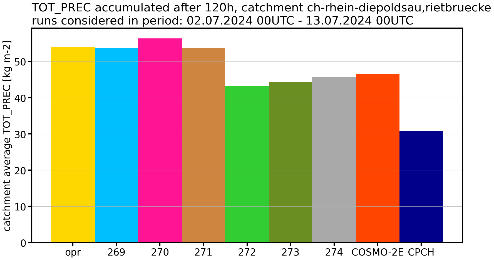 TOT_PREC accumulated after 120h, catchment ch-rhein-diepoldsau,rietbruecke
runs considered in period: 02.07.2024 00UTC - 13.07.2024 00UTC
catchment average TOT_PREC [kg m-2]
50
40
30
20
10
0
opr 269 270 271 272 273 274 COSMO-2E CPCH